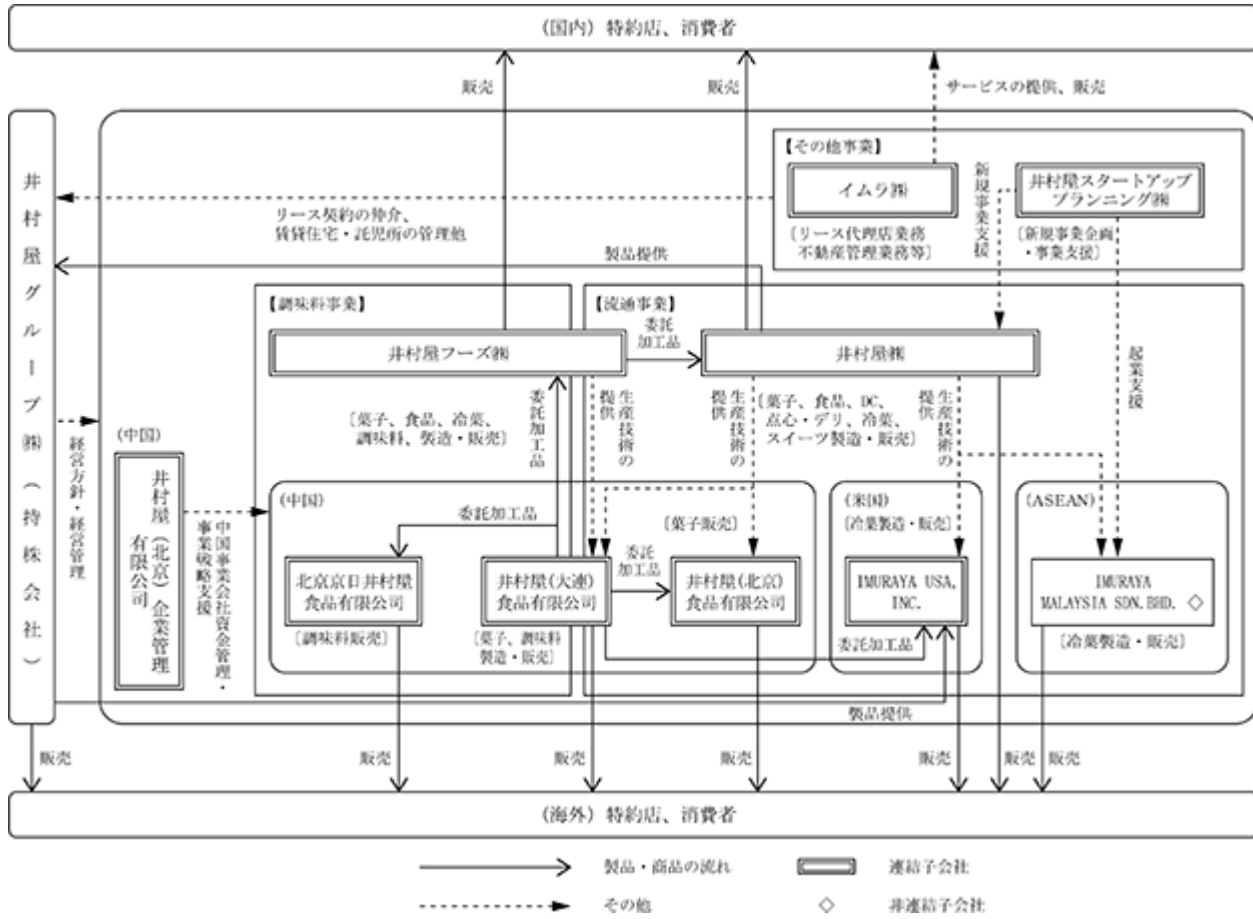 (国内) 特約店、消費者
販売
販売
サービスの提供、販売
井村屋グループ㈱(持株会社)
【その他事業】
イムラ㈱
井村屋スタートアップ
プランニング㈱
新規事業支援
〔リース代理店業務
不動産管理業務等〕
〔新規事業企画
・事業支援〕
リース契約の仲介、
賃貸住宅・託児所の管理他
製品提供
【調味料事業】
【流通事業】
井村屋フーズ㈱
委託
加工品
井村屋㈱
起業支援
〔菓子、食品、冷菓、
調味料、製造・販売〕
委託加工品
生産技術の
提供
生産技術の
提供
〔菓子、食品、DC、
点心・デリ、冷菓、
スイーツ製造・販売〕
生産技術の
提供
経営方針・経営管理
(中国)
井村屋(北京)企業管理
有限公司
中国事業会社資金管理・
事業戦略支援
(中国)
委託加工品
〔菓子販売〕
(米国)
〔冷菓製造・販売〕
(ASEAN)
北京京日井村屋
食品有限公司
〔調味料販売〕
井村屋(大連)
食品有限公司
〔菓子、調味料
製造・販売〕
委託
加工品
井村屋(北京)
食品有限公司
IMURAYA USA,
INC.
委託加工品
IMURAYA
MALAYSIA SDN.BHD. ◇
〔冷菓製造・販売〕
製品提供
販売
販売
販売
販売
販売
販売
販売
(海外) 特約店、消費者
製品・商品の流れ
連結子会社
その他
◇ 非連結子会社